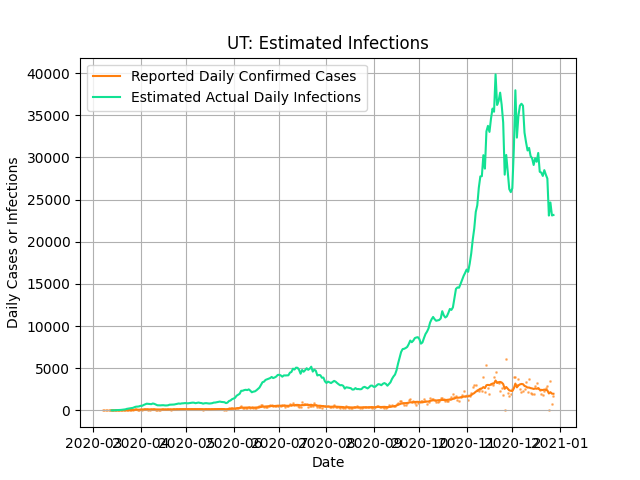 UT: Estimated Infections
Reported Daily Confirmed Cases
Estimated Actual Daily Infections
Daily Cases or Infections
40000
35000
30000
25000
20000
15000
10000
5000
0
2020-03 2020-04 2020-05 2020-06 2020-07 2020-08 2020-09 2020-10 2020-11 2020-12 2021-01
Date